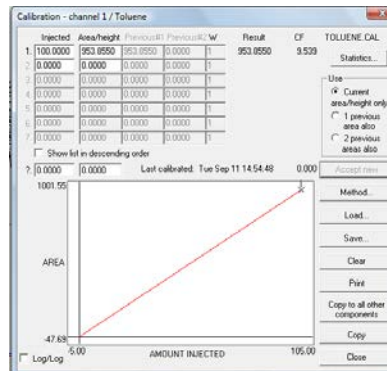 Calibration - channel 1 / Toluene
Injected Area/height Previous#1 Previous#2 W Result CF TOLUENE.CAL
1. 100.0000 953.0550 953.0550 0.0000 1 953.0550 9.539
2. 0.0000 0.0000 0.0000 0.0000 1
3. 0.0000 0.0000 0.0000 0.0000 1
4. 0.0000 0.0000 0.0000 0.0000 1
5. 0.0000 0.0000 0.0000 0.0000 1
6. 0.0000 0.0000 0.0000 0.0000 1
7. 0.0000 0.0000 0.0000 0.0000 1
Statistics...
Use
Current
area/height only
1 previous
area also
2 previous
areas also
Show list in descending order
?. 0.0000 0.0000 Last calibrated: Tue Sep 11 14:54:48 0.000 Accept new
1001.55
AREA
-47.69
-5.00 AMOUNT INJECTED 105.00
Log/Log
Method...
Load...
Save...
Clear
Print
Copy to all other
components
Copy
Close